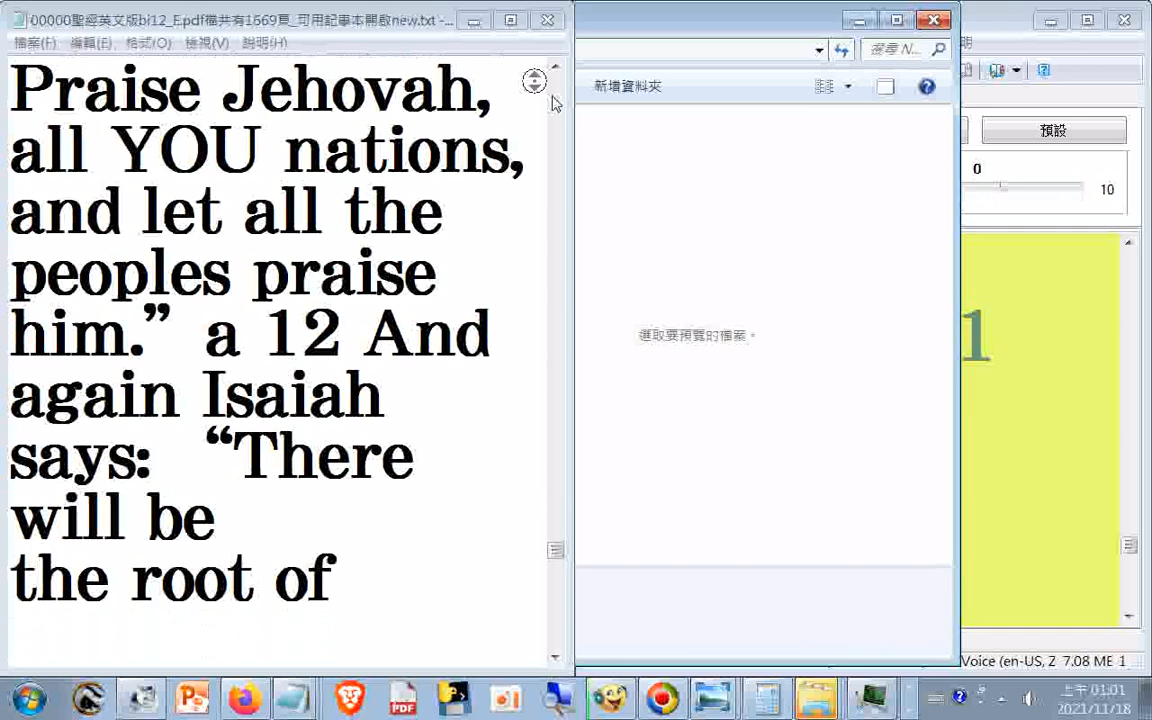 00000聖經英文版bi12_E.pdf檔共有1669頁_可用記事本開啟new.txt -...
檔案(F) 編輯(E) 格式(O) 檢視(V) 說明(H)
Praise Jehovah,
all YOU nations,
and let all the
peoples praise
him.” a 12 And
again Isaiah
says: “There
will be
the root of
搜尋 N...
新增資料夾
選取要預覽的檔案。
明
預設
0
10
1
Voice (en-US, Z 7.08 ME 1
上午 01:01
2021/11/18